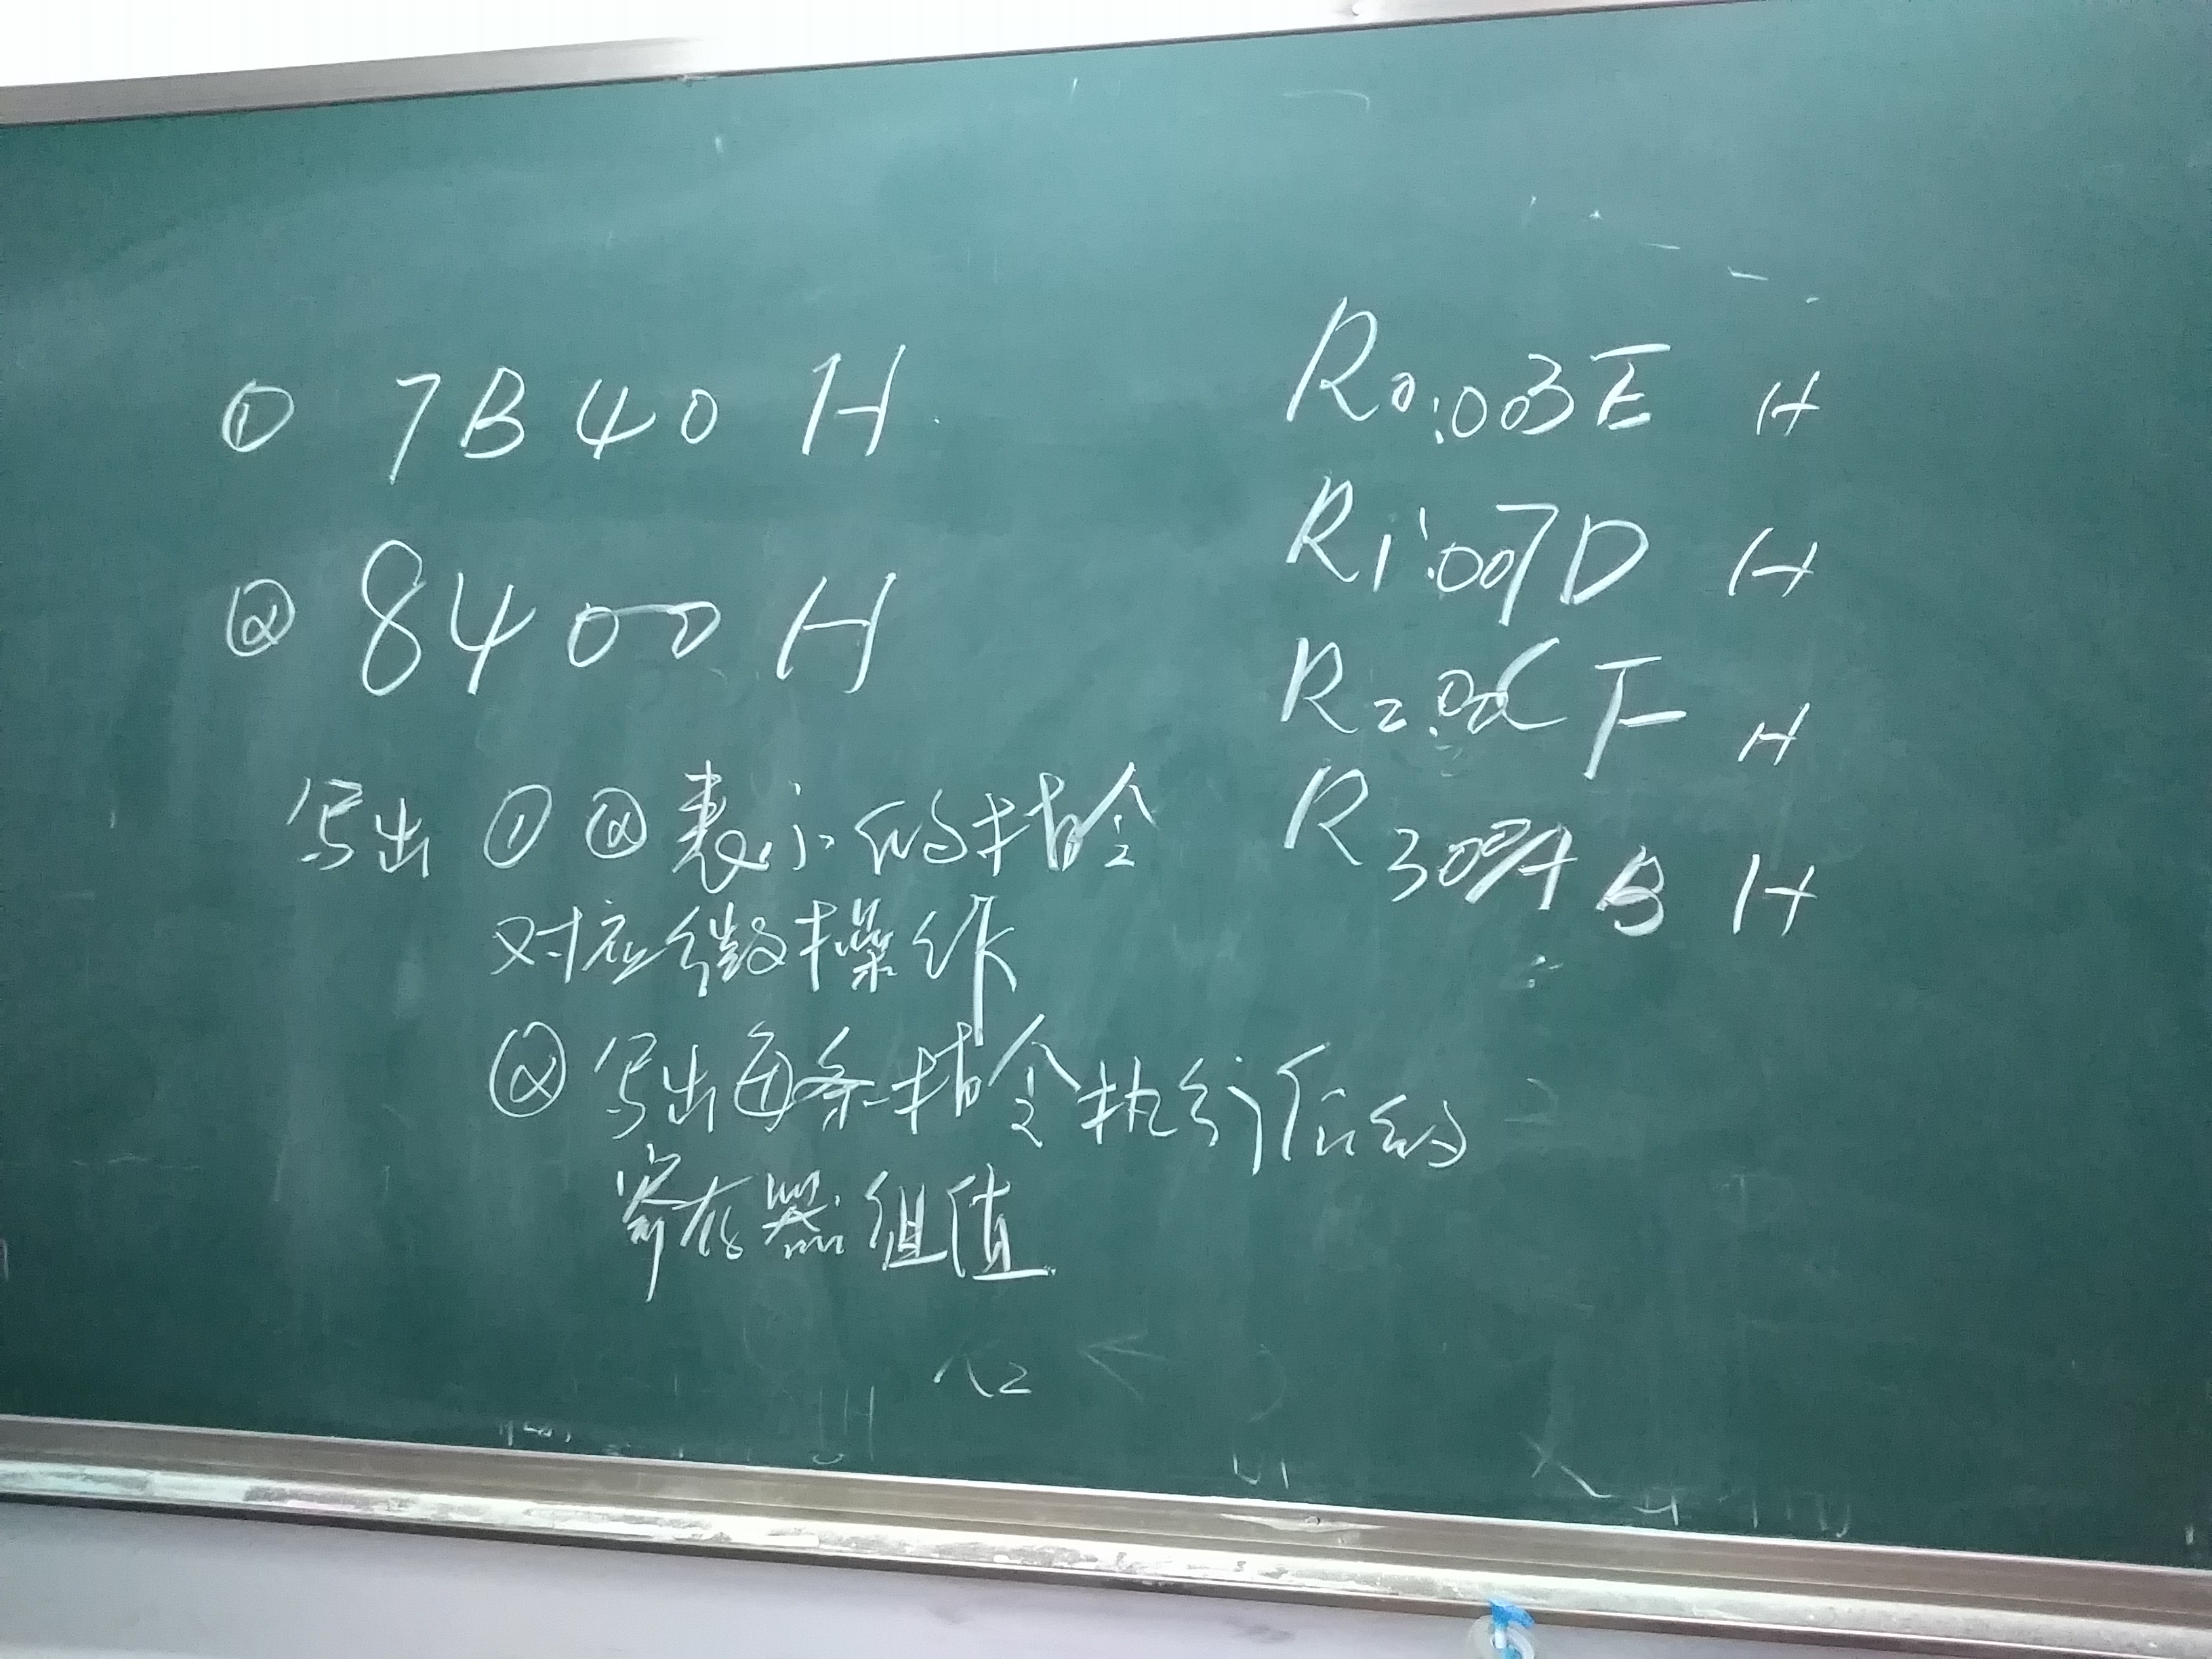 ① 7B40 H
② 8400 H
写出①②表示的指令
对应微操作
② 写出每条指令执行后的
寄存器组值
R0:003E H
R1:007D H
R2:00CF H
R3 00AB H